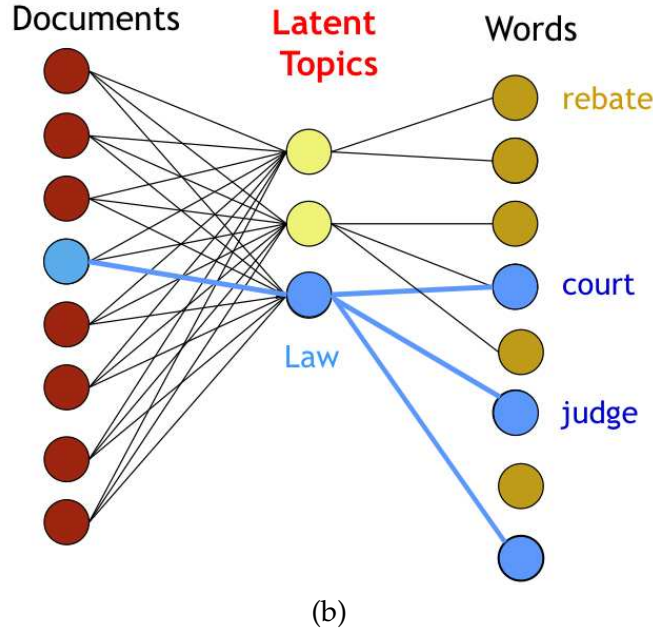 Documents
Latent
Topics
Words
rebate
court
Law
judge
(b)